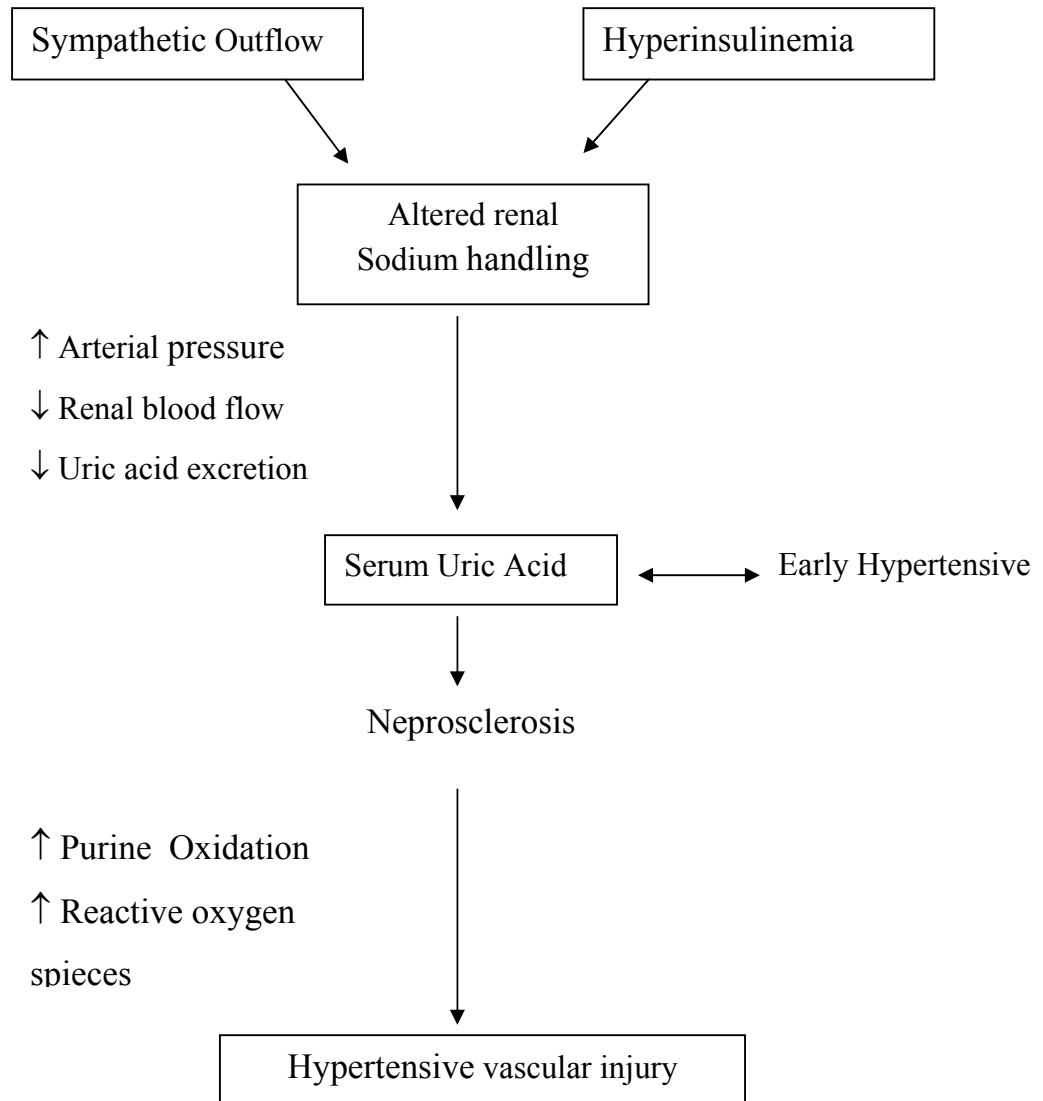 Sympathetic Outflow
Hyperinsulinemia
Altered renal
Sodium handling
↑ Arterial pressure
↓ Renal blood flow
↓ Uric acid excretion
Serum Uric Acid
Early Hypertensive
Neprosclerosis
↑ Purine Oxidation
↑ Reactive oxygen
spieces
Hypertensive vascular injury